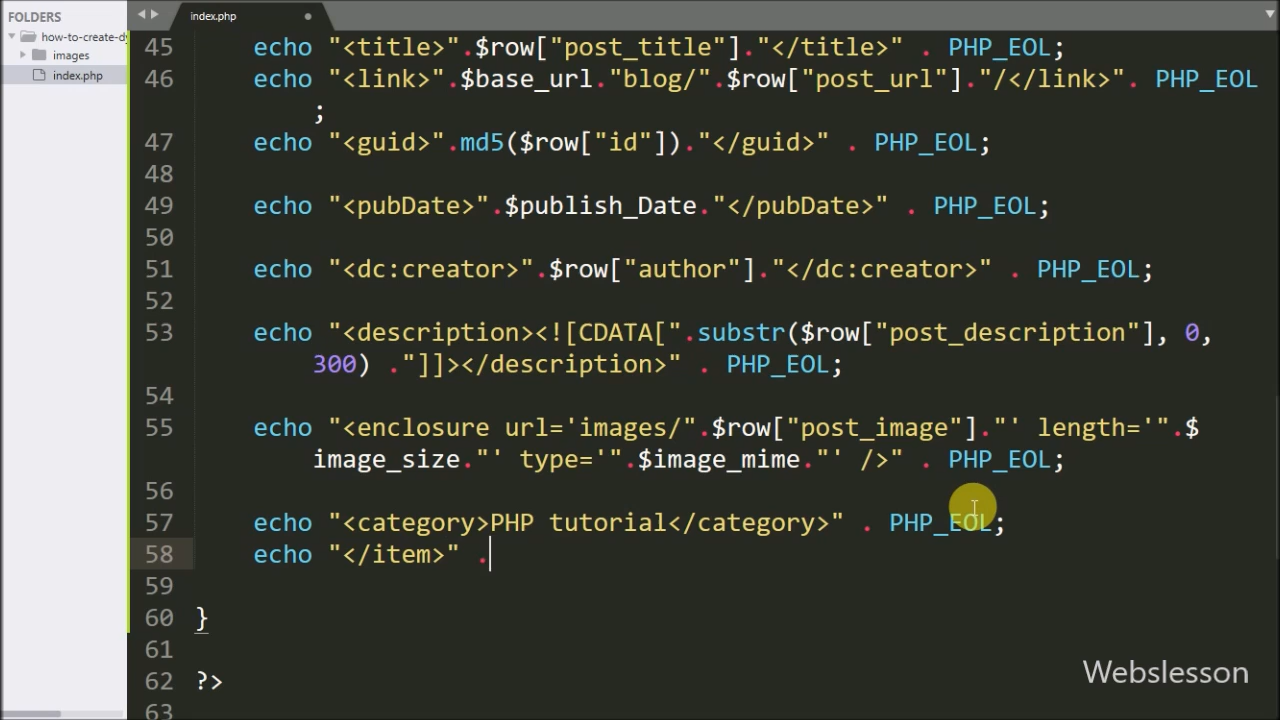 FOLDERS
how-to-create-dy
images
index.php
index.php
45 echo "<title>".$row["post_title"]."</title>" . PHP_EOL;
46 echo "<link>".$base_url."blog/".$row["post_url"]."/</link>". PHP_EOL
;
47 echo "<guid>".md5($row["id"])."</guid>" . PHP_EOL;
48
49 echo "<pubDate>".$publish_Date."</pubDate>" . PHP_EOL;
50
51 echo "<dc:creator>".$row["author"]."</dc:creator>" . PHP_EOL;
52
53 echo "<description><![CDATA[".substr($row["post_description"], 0,
300) ."]]></description>" . PHP_EOL;
54
55 echo "<enclosure url='images/".$row["post_image"]."' length='".$
image_size."' type='".$image_mime."' />" . PHP_EOL;
56
57 echo "<category>PHP tutorial</category>" . PHP_EOL;
58 echo "</item>" .
59
60 }
61
62 ?>
63
Webslesson